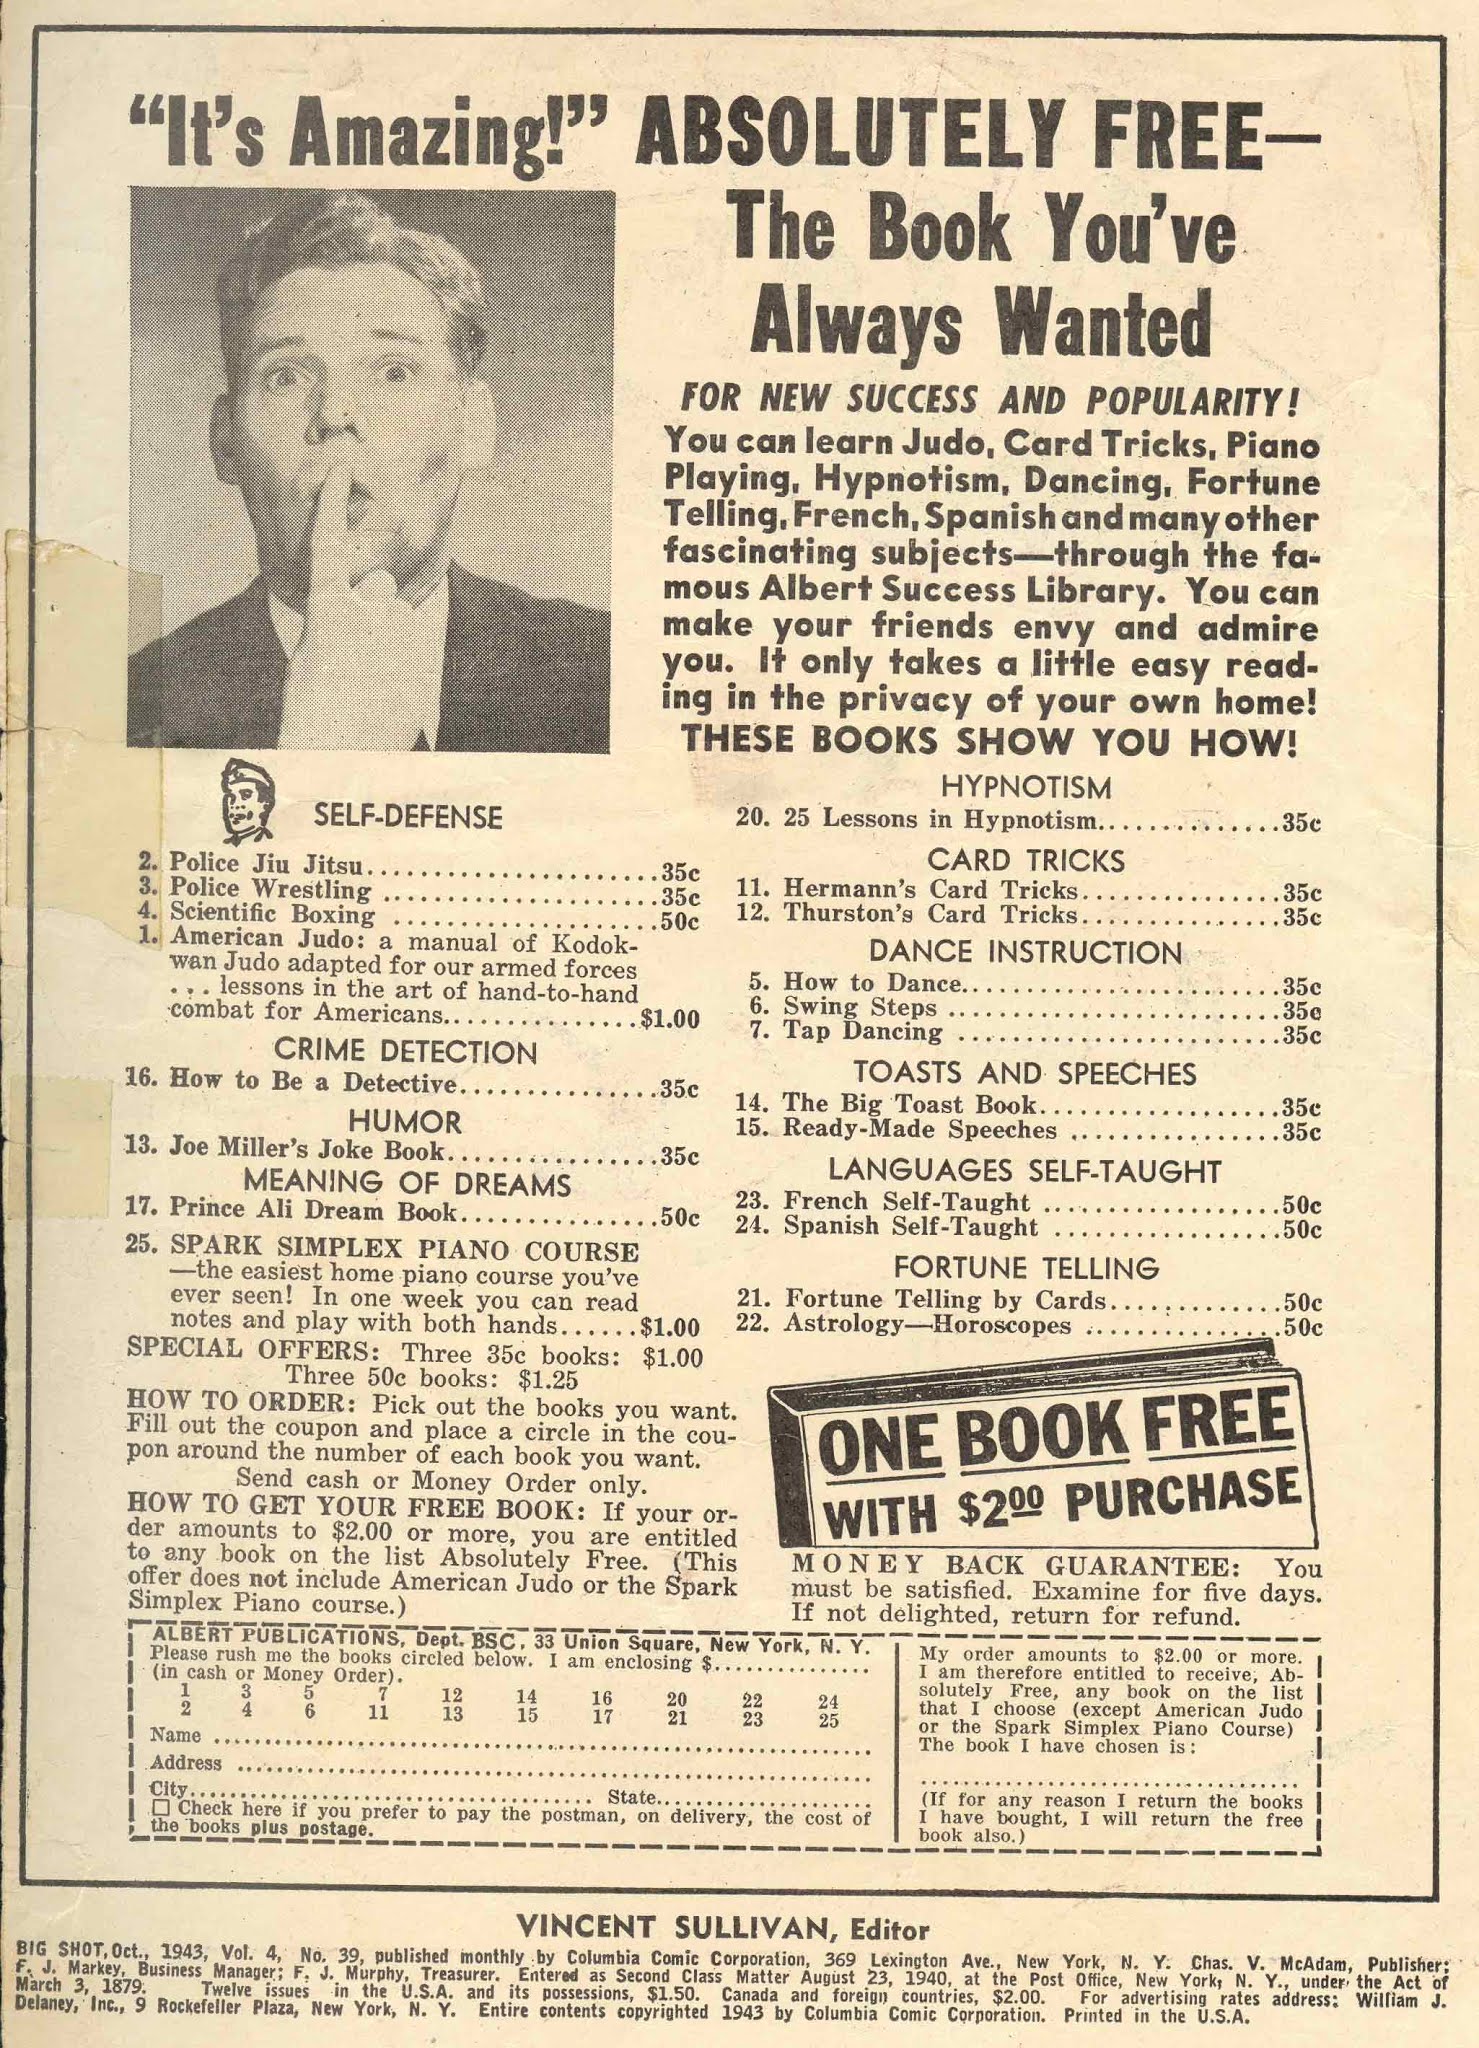 “It's Amazing!” ABSOLUTELY FREE—
The Book You've
Always Wanted
FOR NEW SUCCESS AND POPULARITY!
You can learn Judo, Card Tricks, Piano
Playing, Hypnotism, Dancing, Fortune
Telling, French, Spanish and many other
fascinating subjects—through the fa-
mous Albert Success Library. You can
make your friends envy and admire
you. It only takes a little easy read-
ing in the privacy of your own home!
THESE BOOKS SHOW YOU HOW!
SELF-DEFENSE
2. Police Jiu Jitsu......................35c
3. Police Wrestling .....................35c
4. Scientific Boxing ....................50c
1. American Judo: a manual of Kodok-
wan Judo adapted for our armed forces
... lessons in the art of hand-to-hand
combat for Americans...............$1.00
CRIME DETECTION
16. How to Be a Detective...............35c
HUMOR
13. Joe Miller's Joke Book................35c
MEANING OF DREAMS
17. Prince Ali Dream Book...............50c
25. SPARK SIMPLEX PIANO COURSE
—the easiest home piano course you've
ever seen! In one week you can read
notes and play with both hands......$1.00
SPECIAL OFFERS: Three 35c books: $1.00
Three 50c books: $1.25
HOW TO ORDER: Pick out the books you want.
Fill out the coupon and place a circle in the cou-
pon around the number of each book you want.
Send cash or Money Order only.
HOW TO GET YOUR FREE BOOK: If your or-
der amounts to $2.00 or more, you are entitled
to any book on the list Absolutely Free. (This
offer does not include American Judo or the Spark
Simplex Piano course.)
HYPNOTISM
20. 25 Lessons in Hypnotism..............35c
CARD TRICKS
11. Hermann's Card Tricks...............35c
12. Thurston's Card Tricks...............35c
DANCE INSTRUCTION
5. How to Dance........................35c
6. Swing Steps .........................35c
7. Tap Dancing ........................35c
TOASTS AND SPEECHES
14. The Big Toast Book..................35c
15. Ready-Made Speeches ................35c
LANGUAGES SELF-TAUGHT
23. French Self-Taught ..................50c
24. Spanish Self-Taught .................50c
FORTUNE TELLING
21. Fortune Telling by Cards.............50c
22. Astrology—Horoscopes ...............50c
ONE BOOK FREE
WITH $2.00 PURCHASE
MONEY BACK GUARANTEE: You
must be satisfied. Examine for five days.
If not delighted, return for refund.
ALBERT PUBLICATIONS, Dept. BSC, 33 Union Square, New York, N. Y.
Please rush me the books circled below. I am enclosing $................
(in cash or Money Order).
1 3 5 7 12 14 16 20 22 24
2 4 6 11 13 15 17 21 23 25
Name ................................................
Address ................................................
City................................ State................
☐ Check here if you prefer to pay the postman, on delivery, the cost of
the books plus postage.
My order amounts to $2.00 or more.
I am therefore entitled to receive, Ab-
solutely Free, any book on the list
that I choose (except American Judo
or the Spark Simplex Piano Course)
The book I have chosen is:
................................
(If for any reason I return the books
I have bought, I will return the free
book also.)
VINCENT SULLIVAN, Editor
BIG SHOT, Oct., 1943, Vol. 4, No. 39, published monthly by Columbia Comic Corporation, 369 Lexington Ave., New York, N. Y. Chas. V. McAdam, Publisher;
F. J. Markey, Business Manager; F. J. Murphy, Treasurer. Entered as Second Class Matter August 23, 1940, at the Post Office, New York, N. Y., under the Act of
March 3, 1879. Twelve issues in the U.S.A. and its possessions, $1.50. Canada and foreign countries, $2.00. For advertising rates address: William J.
Delaney, Inc., 9 Rockefeller Plaza, New York, N. Y. Entire contents copyrighted 1943 by Columbia Comic Corporation. Printed in the U.S.A.